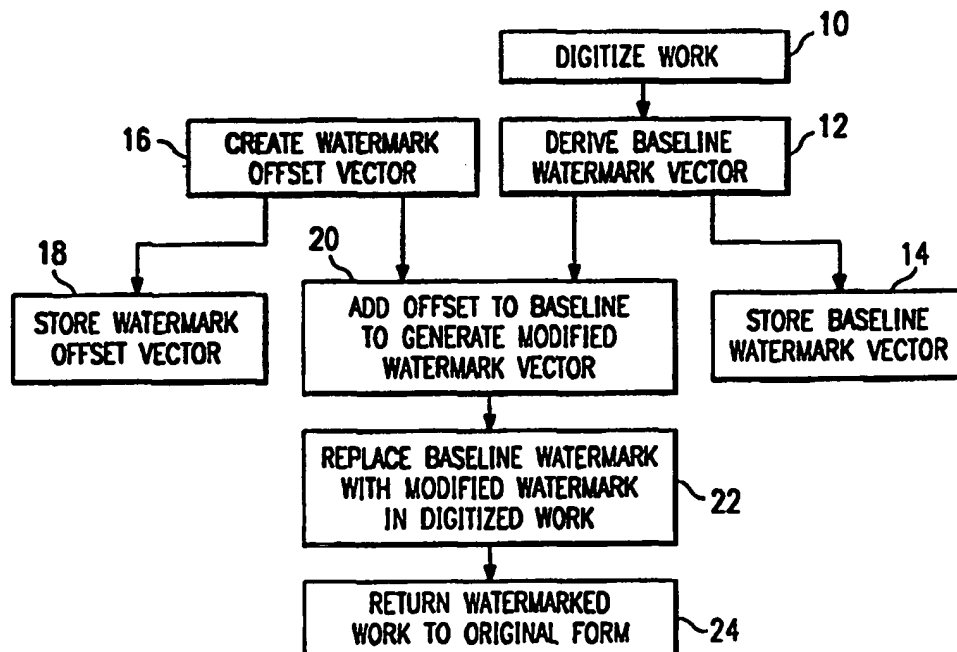 10
DIGITIZE WORK
16
CREATE WATERMARK
OFFSET VECTOR
DERIVE BASELINE
WATERMARK VECTOR
12
18
STORE WATERMARK
OFFSET VECTOR
20
ADD OFFSET TO BASELINE
TO GENERATE MODIFIED
WATERMARK VECTOR
14
STORE BASELINE
WATERMARK VECTOR
REPLACE BASELINE WATERMARK
WITH MODIFIED WATERMARK
IN DIGITIZED WORK
22
RETURN WATERMARKED
WORK TO ORIGINAL FORM
24